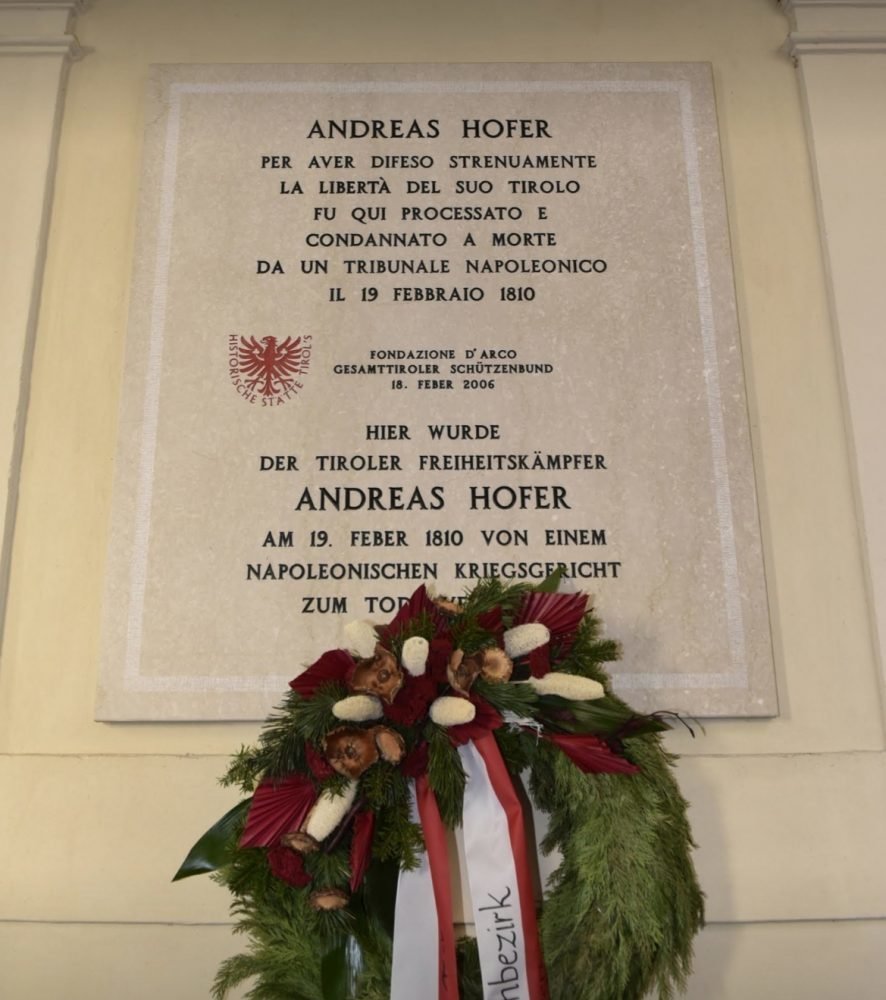 ANDREAS HOFER
PER AVER DIFESO STRENUAMENTE
LA LIBERTÀ DEL SUO TIROLO
FU QUI PROCESSATO E
CONDANNATO A MORTE
DA UN TRIBUNALE NAPOLEONICO
IL 19 FEBBRAIO 1810
HISTORISCHE STÄTTE TIROL'S
FONDAZIONE D'ARCO
GESAMTTIROLER SCHÜTZENBUND
18. FEBER 2006
HIER WURDE
DER TIROLER FREIHEITSKÄMPFER
ANDREAS HOFER
AM 19. FEBER 1810 VON EINEM
NAPOLEONISCHEN KRIEGSGERICHT
ZUM